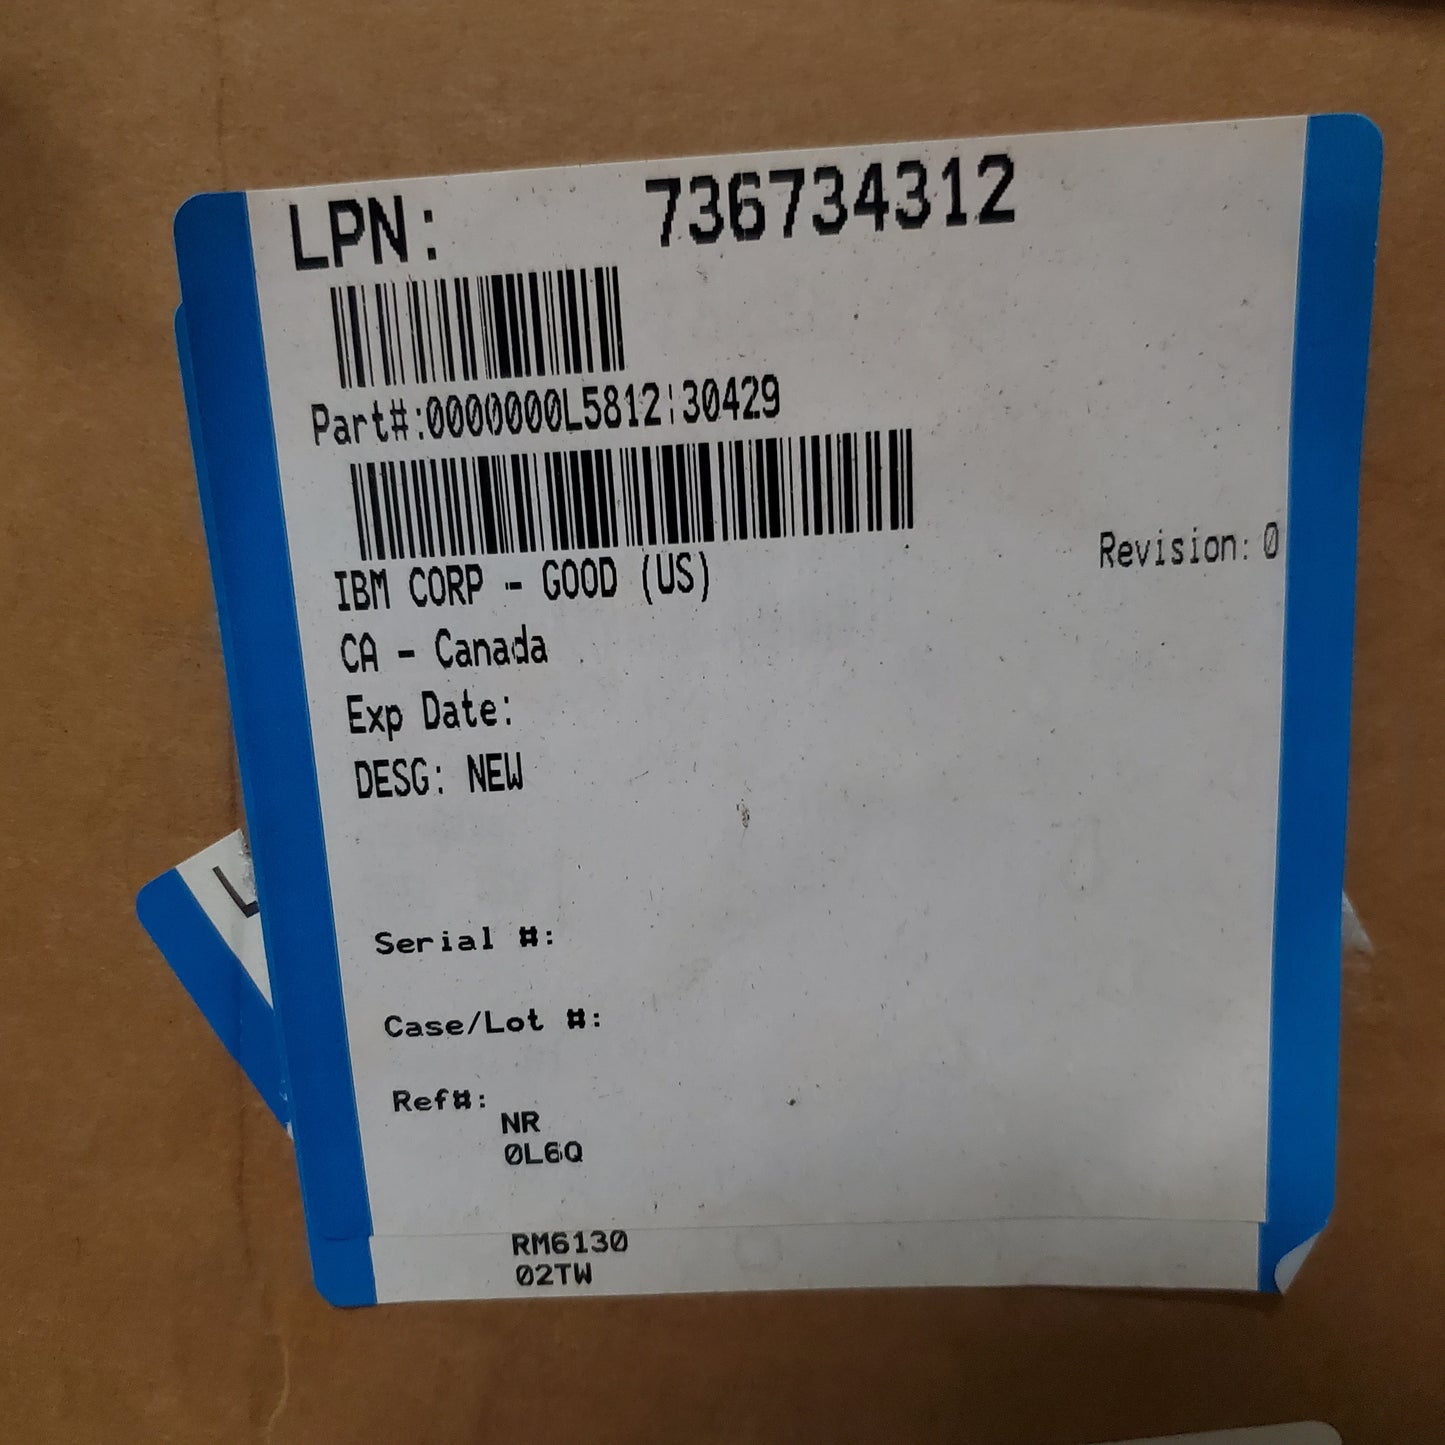 LPN: 736734312
Part#:0000000L5812¦30429
Revision: 0
IBM CORP - GOOD (US)
CA - Canada
Exp Date:
DESG: NEW
L
Serial #:
Case/Lot #:
Ref#:
NR
0L6Q
RM6130
02TW